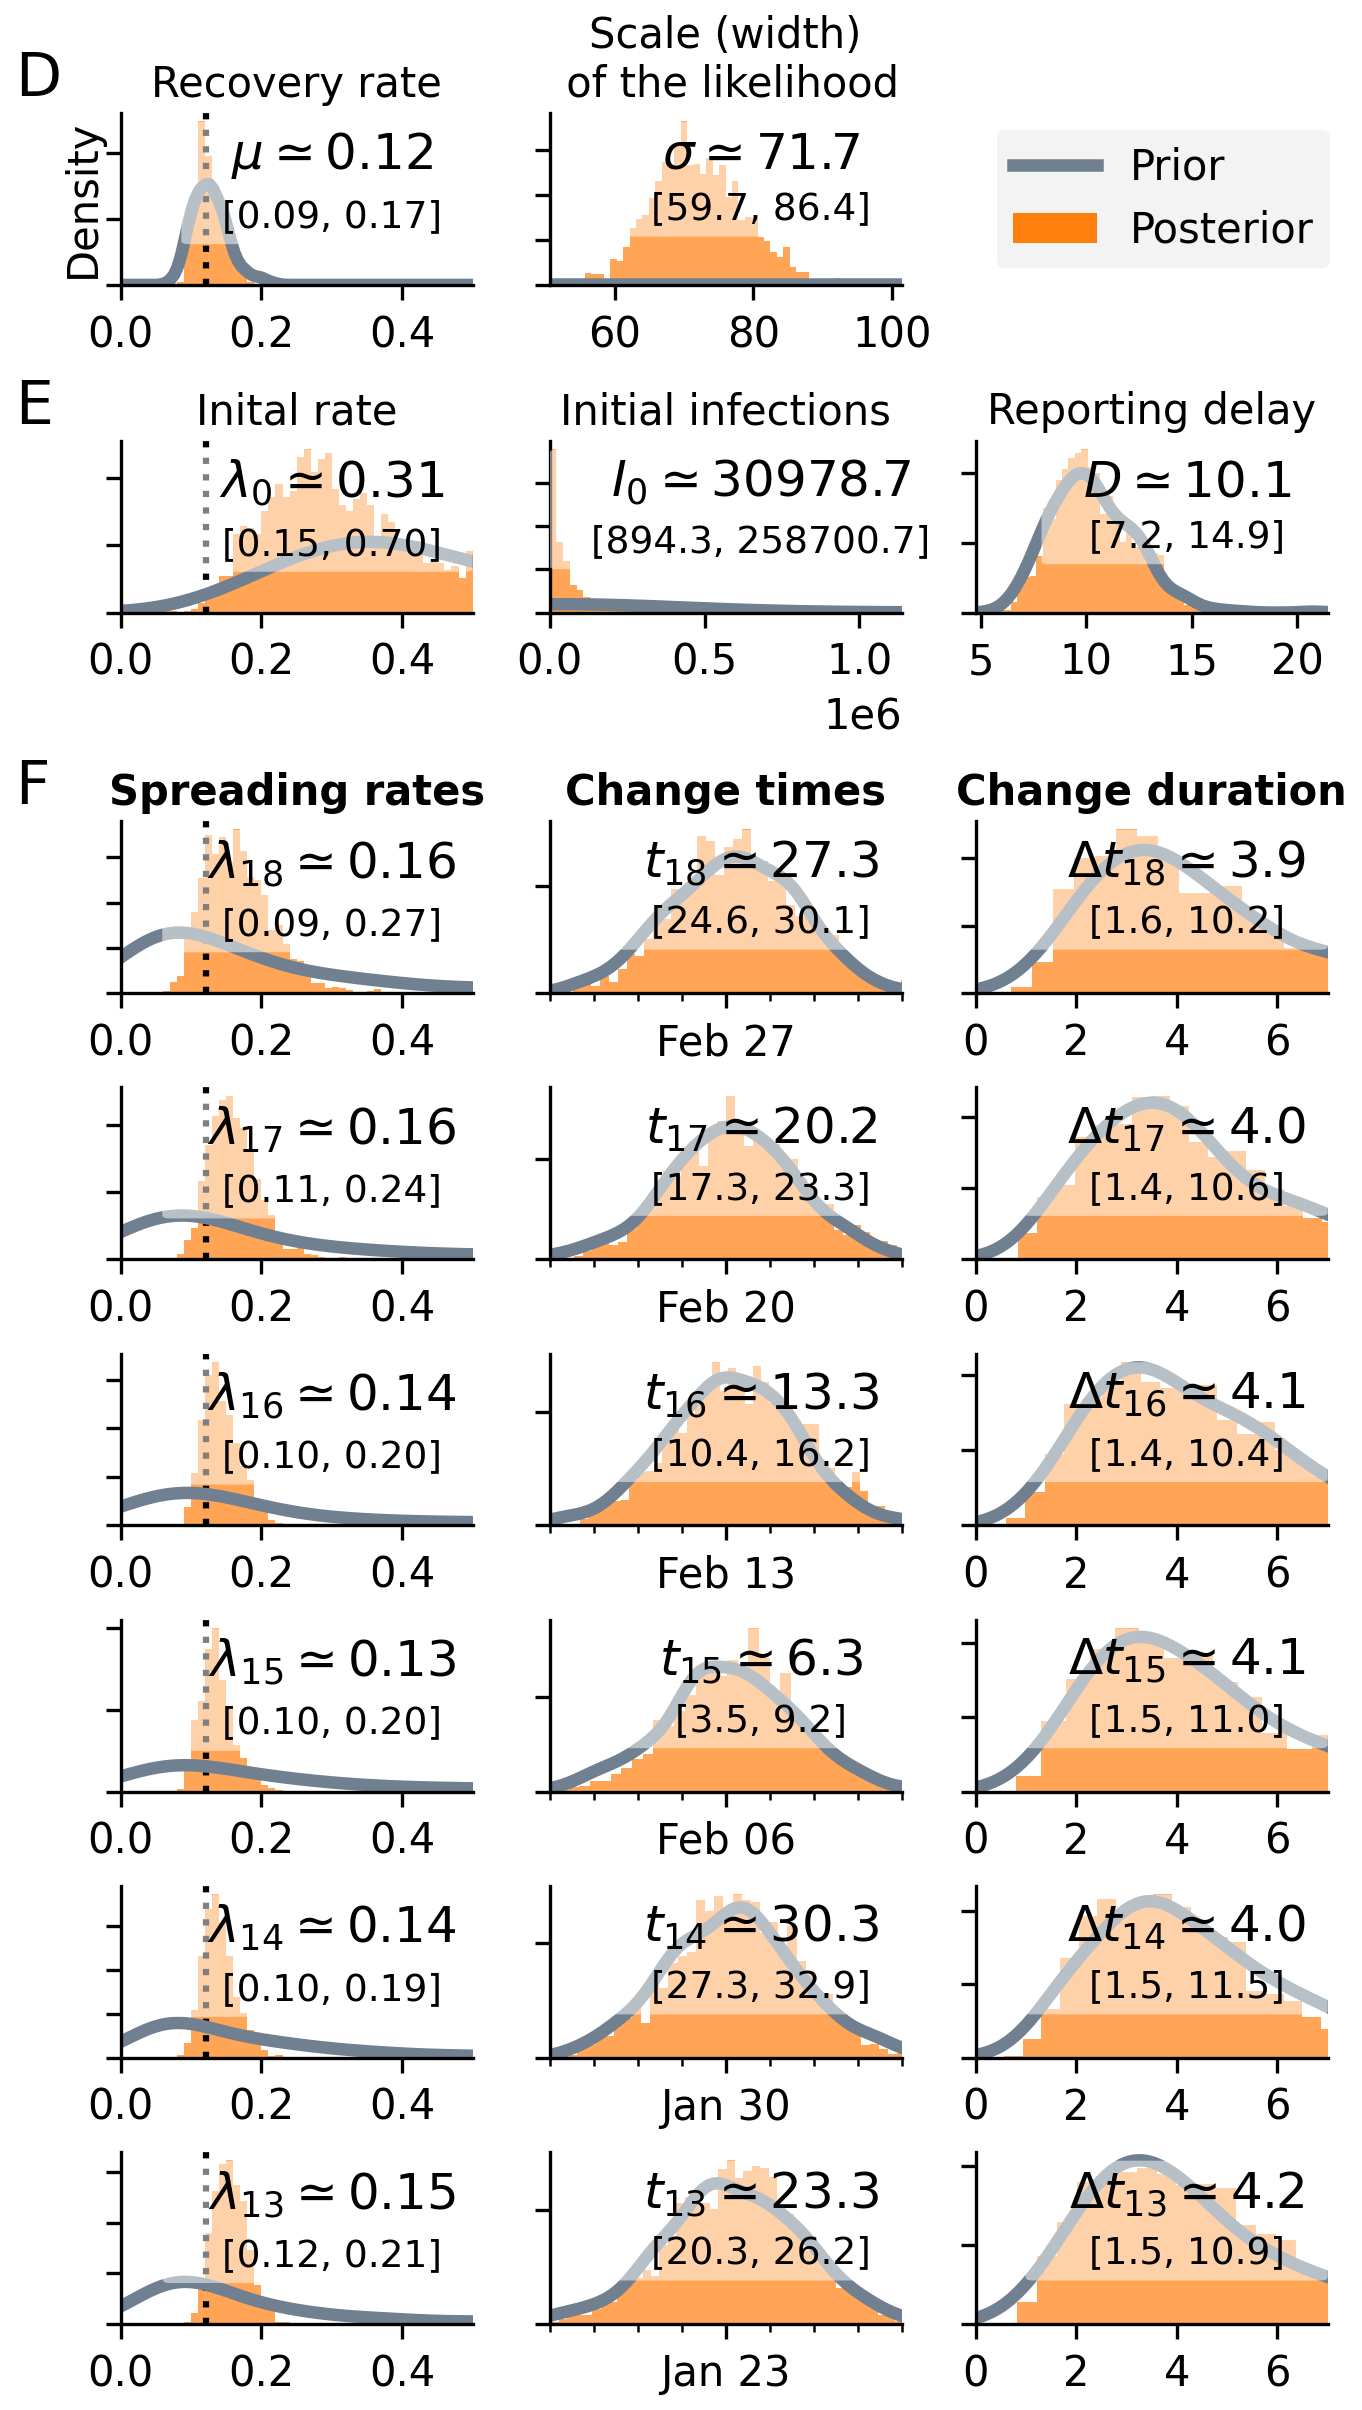 D
Recovery rate
Scale (width)
of the likelihood
Density
μ ≃ 0.12
[0.09, 0.17]
σ ≃ 71.7
[59.7, 86.4]
Prior
Posterior
0.0 0.2 0.4
60 80 100
E
Inital rate
Initial infections
Reporting delay
λ0 ≃ 0.31
[0.15, 0.70]
I0 ≃ 30978.7
[894.3, 258700.7]
D ≃ 10.1
[7.2, 14.9]
0.0 0.2 0.4
0.0 0.5 1.0
1e6
5 10 15 20
F
Spreading rates
Change times
Change duration
λ18 ≃ 0.16
[0.09, 0.27]
t18 ≃ 27.3
[24.6, 30.1]
Δt18 ≃ 3.9
[1.6, 10.2]
0.0 0.2 0.4
Feb 27
0 2 4 6
λ17 ≃ 0.16
[0.11, 0.24]
t17 ≃ 20.2
[17.3, 23.3]
Δt17 ≃ 4.0
[1.4, 10.6]
0.0 0.2 0.4
Feb 20
0 2 4 6
λ16 ≃ 0.14
[0.10, 0.20]
t16 ≃ 13.3
[10.4, 16.2]
Δt16 ≃ 4.1
[1.4, 10.4]
0.0 0.2 0.4
Feb 13
0 2 4 6
λ15 ≃ 0.13
[0.10, 0.20]
t15 ≃ 6.3
[3.5, 9.2]
Δt15 ≃ 4.1
[1.5, 11.0]
0.0 0.2 0.4
Feb 06
0 2 4 6
λ14 ≃ 0.14
[0.10, 0.19]
t14 ≃ 30.3
[27.3, 32.9]
Δt14 ≃ 4.0
[1.5, 11.5]
0.0 0.2 0.4
Jan 30
0 2 4 6
λ13 ≃ 0.15
[0.12, 0.21]
t13 ≃ 23.3
[20.3, 26.2]
Δt13 ≃ 4.2
[1.5, 10.9]
0.0 0.2 0.4
Jan 23
0 2 4 6